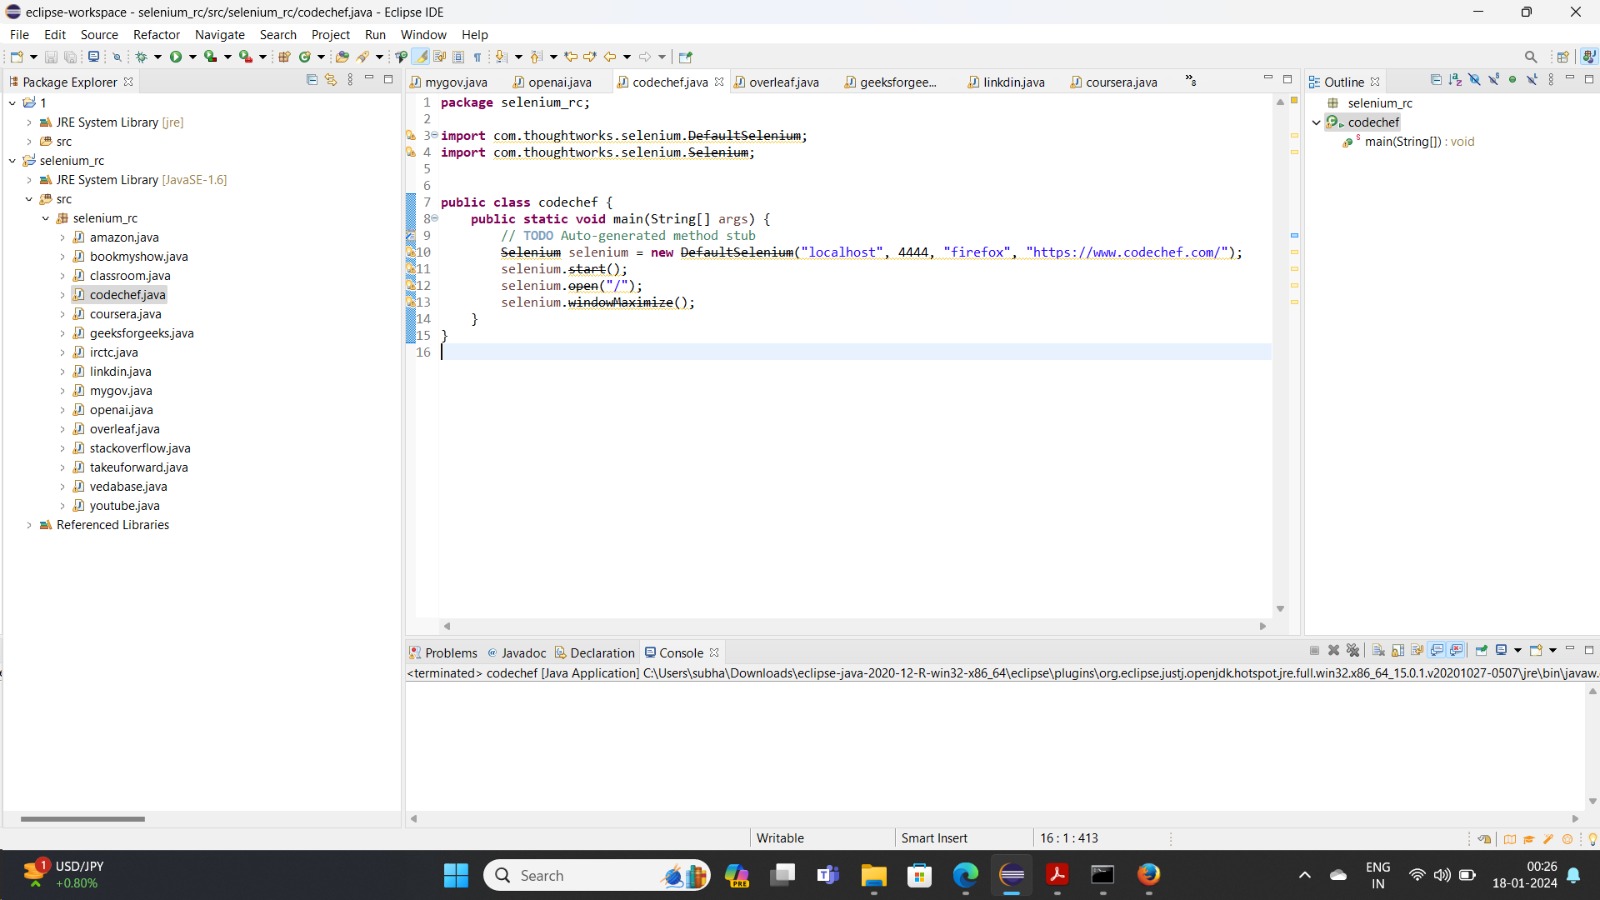 eclipse-workspace - selenium_rc/src/selenium_rc/codechef.java - Eclipse IDE
File Edit Source Refactor Navigate Search Project Run Window Help
Package Explorer
1
JRE System Library [jre]
src
selenium_rc
JRE System Library [JavaSE-1.6]
src
selenium_rc
amazon.java
bookmyshow.java
classroom.java
codechef.java
coursera.java
geeksforgeeks.java
irctc.java
linkdin.java
mygov.java
openai.java
overleaf.java
stackoverflow.java
takeuforward.java
vedabase.java
youtube.java
Referenced Libraries
mygov.java openai.java codechef.java overleaf.java geeksforgee... linkdin.java coursera.java »8
1 package selenium_rc;
2
3 import com.thoughtworks.selenium.DefaultSelenium;
4 import com.thoughtworks.selenium.Selenium;
5
6
7 public class codechef {
8 public static void main(String[] args) {
9 // TODO Auto-generated method stub
10 Selenium selenium = new DefaultSelenium("localhost", 4444, "firefox", "https://www.codechef.com/");
11 selenium.start();
12 selenium.open("/");
13 selenium.windowMaximize();
14 }
15 }
16
Outline
selenium_rc
codechef
main(String[]) : void
Problems Javadoc Declaration Console
<terminated> codechef [Java Application] C:\Users\subha\Downloads\eclipse-java-2020-12-R-win32-x86_64\eclipse\plugins\org.eclipse.justj.openjdk.hotspot.jre.full.win32.x86_64_15.0.1.v20201027-0507\jre\bin\javaw.
Writable Smart Insert 16 : 1 : 413
1
USD/JPY
+0.80%
Search
PRE
ENG
IN
00:26
18-01-2024